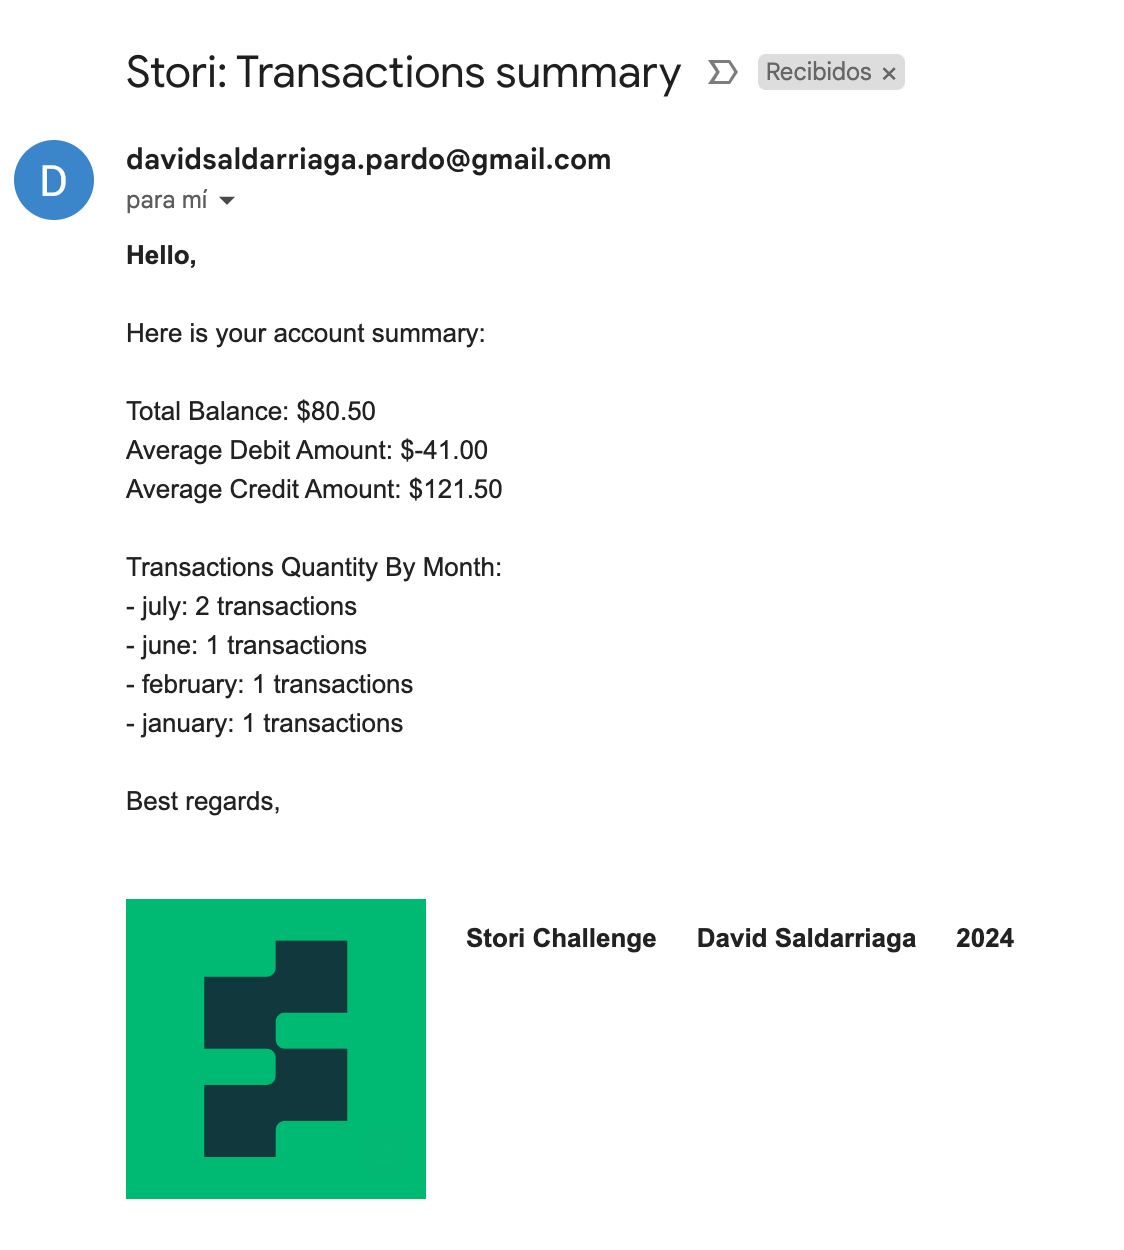 Stori: Transactions summary Recibidos ×
D
davidsaldarriaga.pardo@gmail.com
para mí
Hello,
Here is your account summary:
Total Balance: $80.50
Average Debit Amount: $-41.00
Average Credit Amount: $121.50
Transactions Quantity By Month:
- july: 2 transactions
- june: 1 transactions
- february: 1 transactions
- january: 1 transactions
Best regards,
Stori Challenge David Saldarriaga 2024